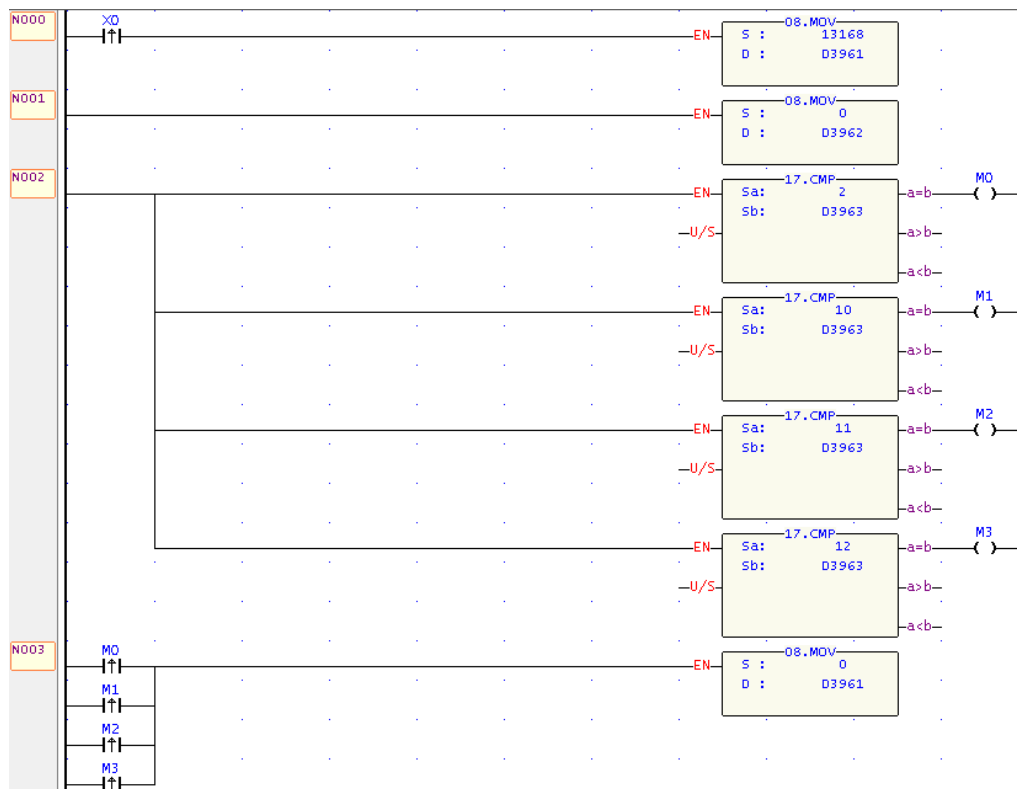 N000
X0
08.MOV
EN
S : 13168
D : D3961
N001
08.MOV
EN
S : 0
D : D3962
N002
17.CMP
M0
EN
Sa: 2
a=b
Sb: D3963
U/S
a>b
a<b
17.CMP
M1
EN
Sa: 10
a=b
Sb: D3963
U/S
a>b
a<b
17.CMP
M2
EN
Sa: 11
a=b
Sb: D3963
U/S
a>b
a<b
17.CMP
M3
EN
Sa: 12
a=b
Sb: D3963
U/S
a>b
a<b
N003
M0
08.MOV
EN
S : 0
D : D3961
M1
M2
M3